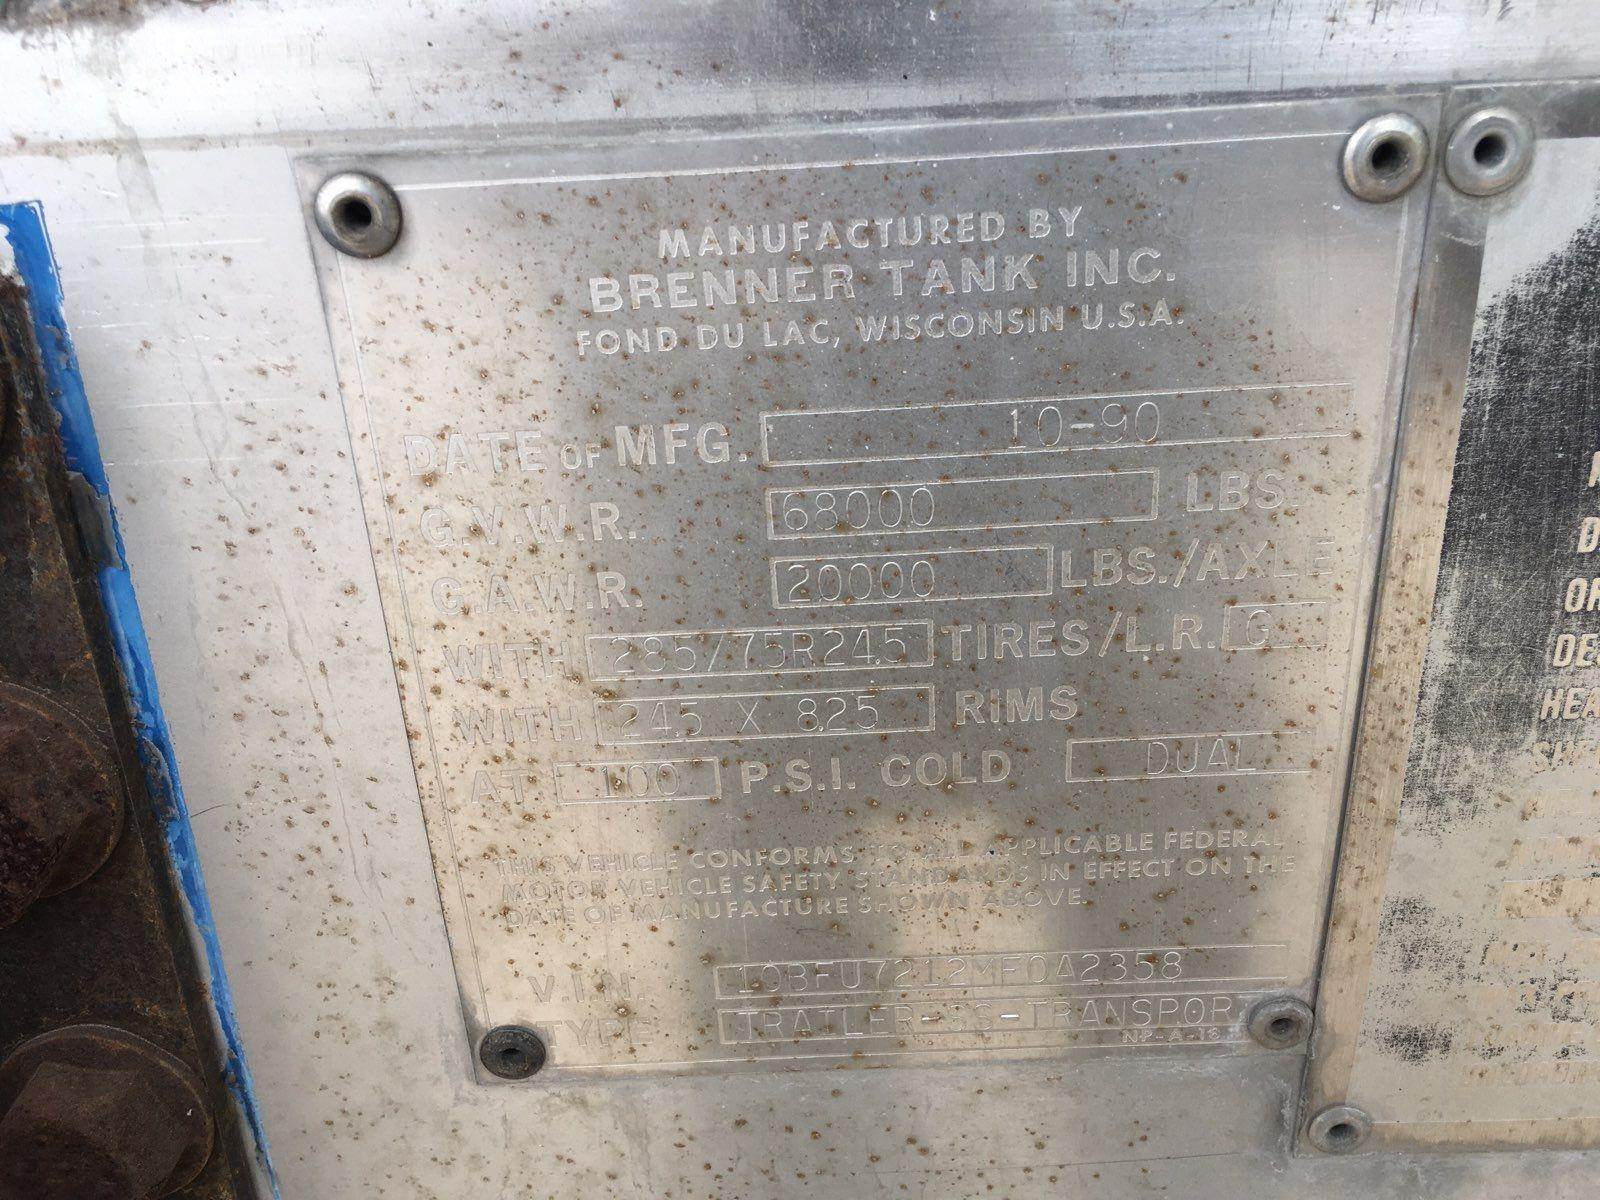 MANUFACTURED BY
BRENNER TANK INC.
FOND DU LAC, WISCONSIN U.S.A.
DATE OF MFG. 10-90
G.V.W.R. 68000 LBS.
G.A.W.R. 20000 LBS./AXLE
WITH 285/75R24.5 TIRES/L.R. G
WITH 24.5 X 8.25 RIMS
AT 100 P.S.I. COLD DUAL
THIS VEHICLE CONFORMS TO ALL APPLICABLE FEDERAL
MOTOR VEHICLE SAFETY STANDARDS IN EFFECT ON THE
DATE OF MANUFACTURE SHOWN ABOVE.
V.I.N. 10BFU7212MF0A2358
TYPE TRAILER-SS-TRANSPORT
NP-A-18